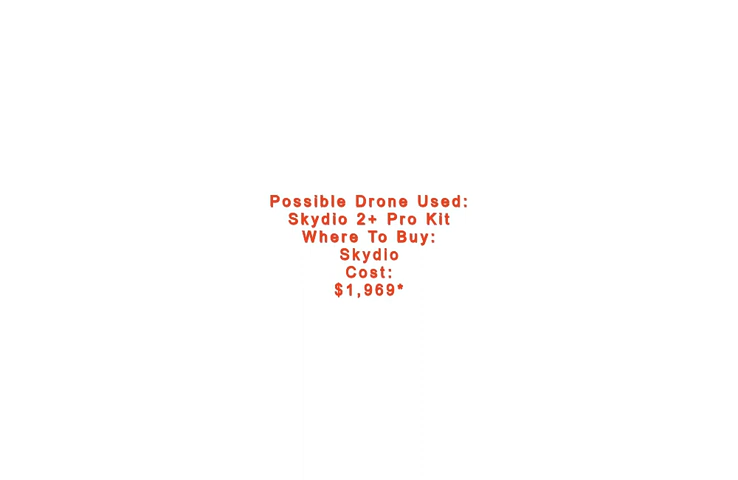 Possible Drone Used:
Skydio 2+ Pro Kit
Where To Buy:
Skydio
Cost:
$1,969*